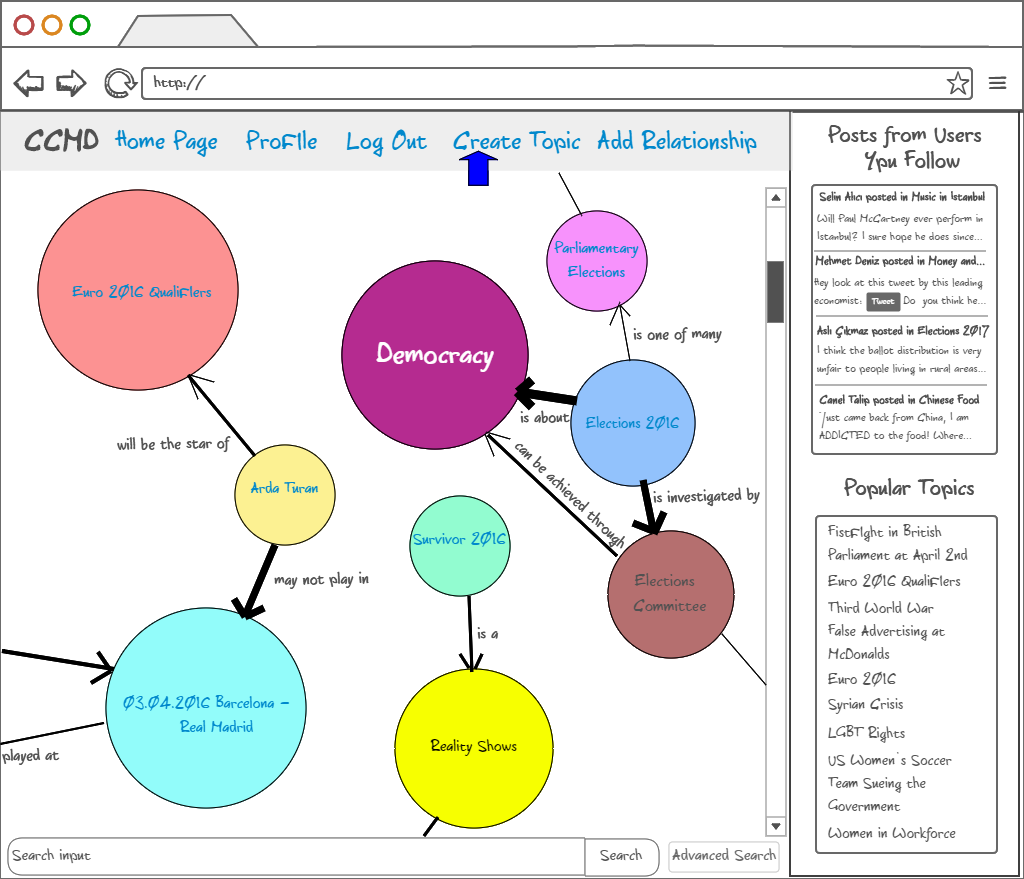 http://
CCMD Home Page Profile Log Out Create Topic Add Relationship
Parliamentary
Elections
Euro 2016 Qualifiers
is one of many
Democracy
is about
Elections 2016
will be the star of
can be achieved through
Arda Turan
is investigated by
Survivor 2016
may not play in
Elections
Committee
is a
03.04.2016 Barcelona -
Real Madrid
Reality Shows
played at
Search input
Search
Advanced Search
Posts from Users
Ypu Follow
Selin Alıcı posted in Music in Istanbul
Will Paul McCartney ever perform in
Istanbul? I sure hope he does since...
Mehmet Deniz posted in Money and...
Hey look at this tweet by this leading
economist: Tweet Do you think he...
Aslı Çıkmaz posted in Elections 2017
I think the ballot distribution is very
unfair to people living in rural areas...
Canel Talip posted in Chinese Food
Just came back from China, I am
ADDICTED to the food! Where...
Popular Topics
Fistfight in British
Parliament at April 2nd
Euro 2016 Qualifiers
Third World War
False Advertising at
McDonalds
Euro 2016
Syrian Crisis
LGBT Rights
US Women's Soccer
Team Sueing the
Government
Women in Workforce